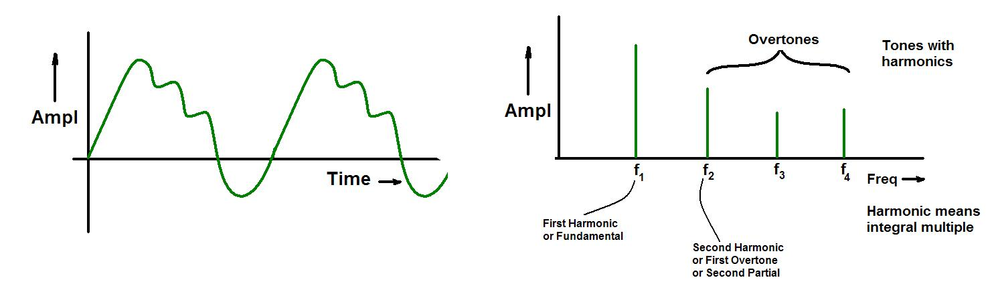 Ampl
Time
Ampl
Overtones
Tones with
harmonics
f1
f2
f3
f4
Freq
First Harmonic
or Fundamental
Second Harmonic
or First Overtone
or Second Partial
Harmonic means
integral multiple